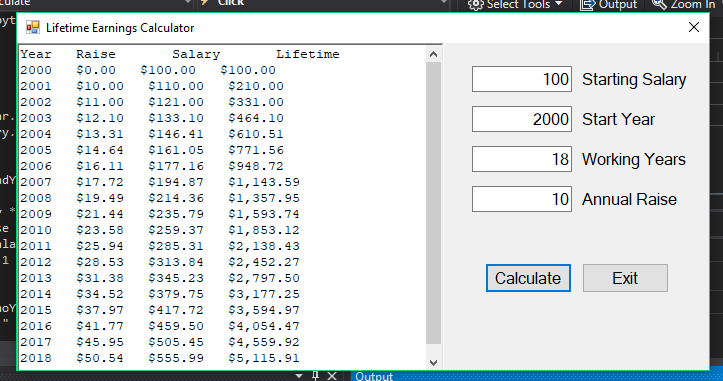 Click
Select Tools
Output
Zoom In
Lifetime Earnings Calculator
Year Raise Salary Lifetime
2000 $0.00 $100.00 $100.00
2001 $10.00 $110.00 $210.00
2002 $11.00 $121.00 $331.00
2003 $12.10 $133.10 $464.10
2004 $13.31 $146.41 $610.51
2005 $14.64 $161.05 $771.56
2006 $16.11 $177.16 $948.72
2007 $17.72 $194.87 $1,143.59
2008 $19.49 $214.36 $1,357.95
2009 $21.44 $235.79 $1,593.74
2010 $23.58 $259.37 $1,853.12
2011 $25.94 $285.31 $2,138.43
2012 $28.53 $313.84 $2,452.27
2013 $31.38 $345.23 $2,797.50
2014 $34.52 $379.75 $3,177.25
2015 $37.97 $417.72 $3,594.97
2016 $41.77 $459.50 $4,054.47
2017 $45.95 $505.45 $4,559.92
2018 $50.54 $555.99 $5,115.91
100 Starting Salary
2000 Start Year
18 Working Years
10 Annual Raise
Calculate
Exit
Output